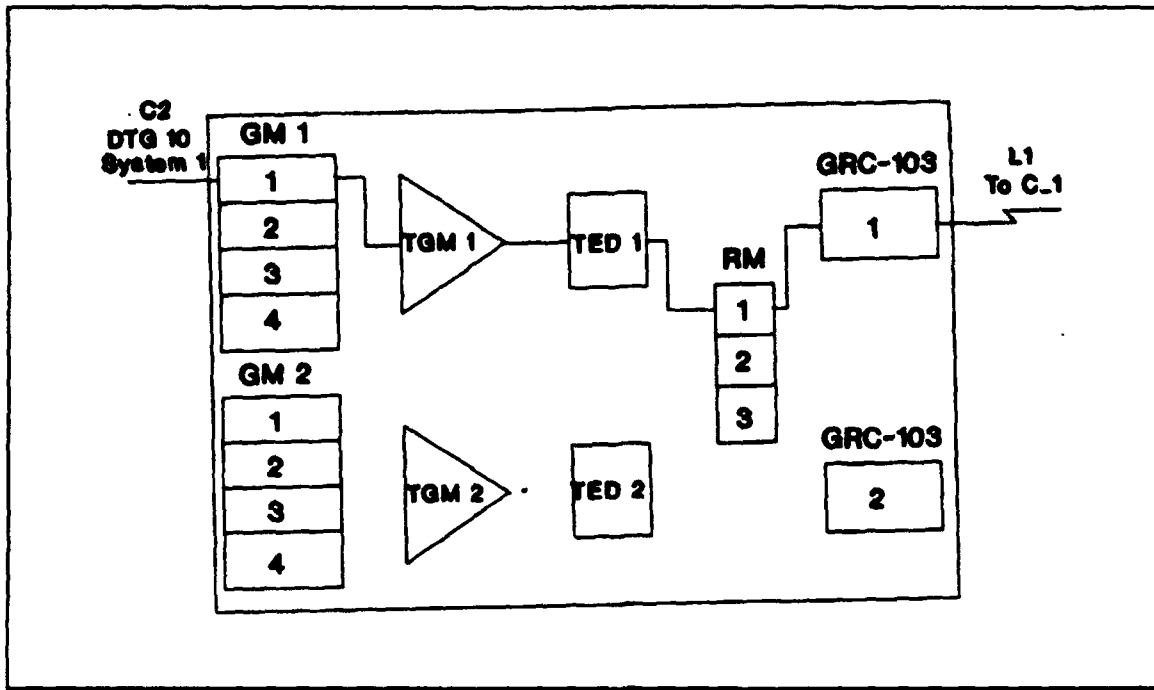 C2
DTG 10
System 1
GM 1
1
2
3
4
TGM 1
TED 1
RM
1
2
3
GRC-103
1
L1
To C_1
GM 2
1
2
3
4
TGM 2
TED 2
GRC-103
2